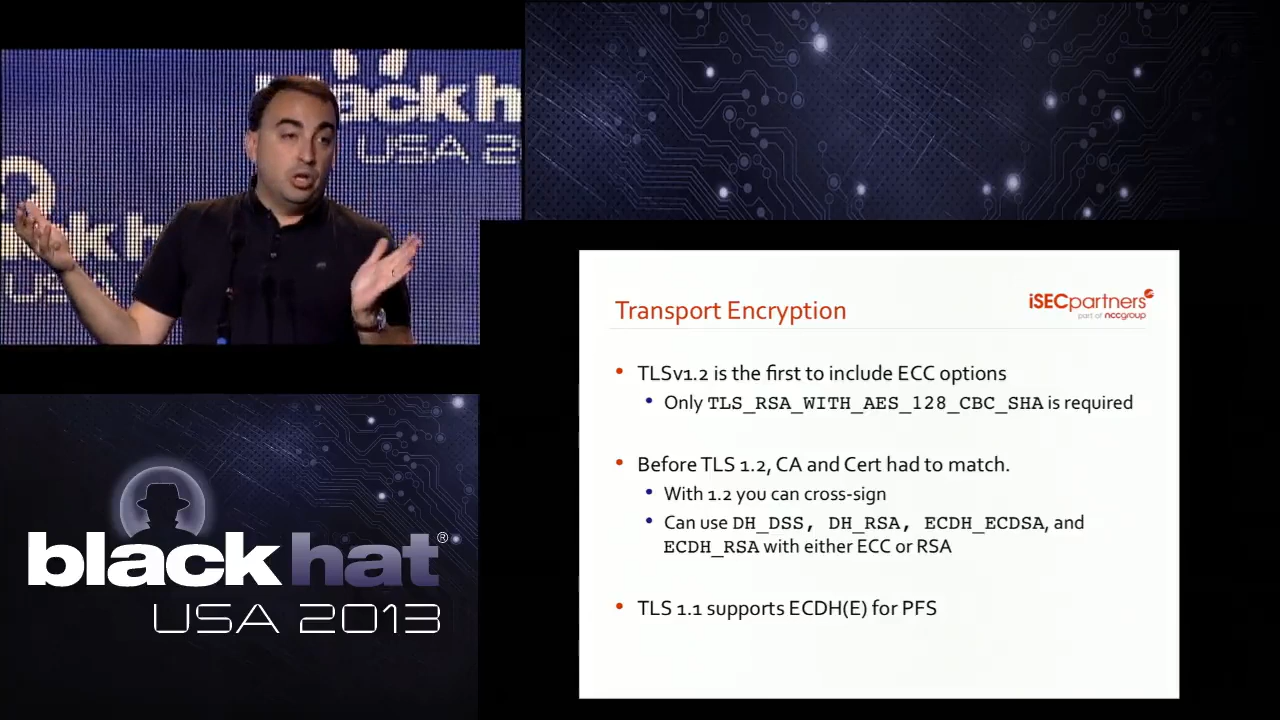 black h
USA 2
ck h
USA
Transport Encryption
iSECpartners
part of nccgroup
• TLSv1.2 is the first to include ECC options
• Only TLS_RSA_WITH_AES_128_CBC_SHA is required
• Before TLS 1.2, CA and Cert had to match.
• With 1.2 you can cross-sign
• Can use DH_DSS, DH_RSA, ECDH_ECDSA, and
ECDH_RSA with either ECC or RSA
• TLS 1.1 supports ECDH(E) for PFS
black hat®
USA 2013